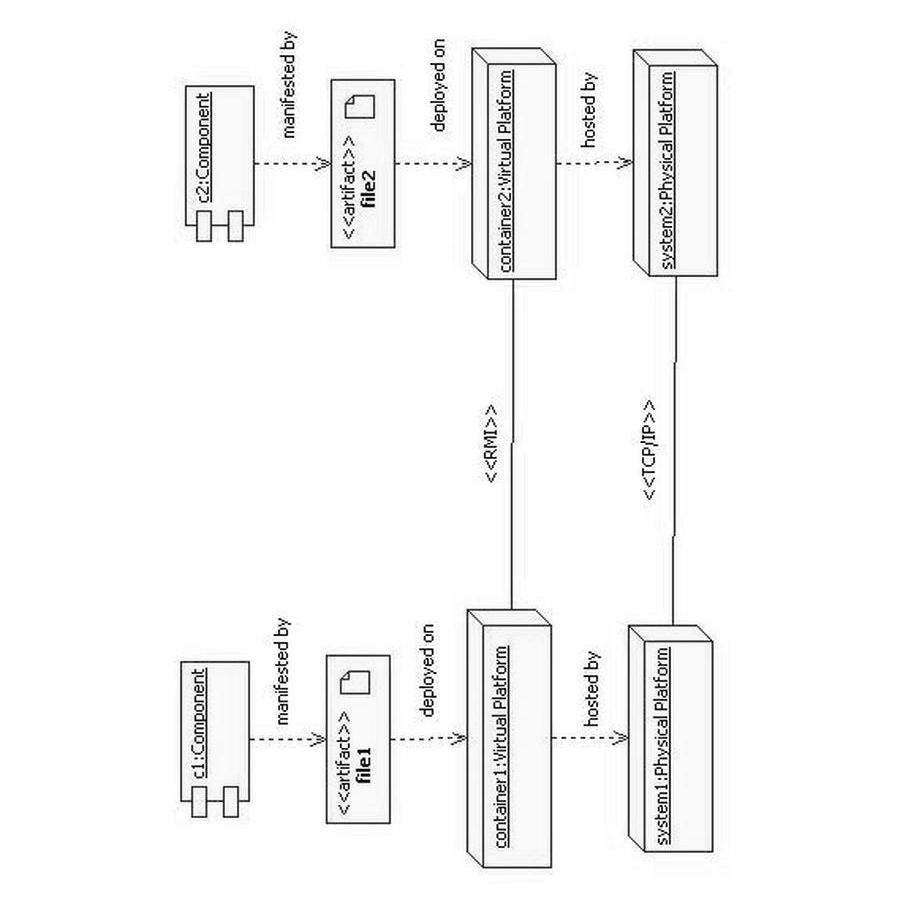 c1:Component
manifested by
<<artifact>>
file1
deployed on
container1:Virtual Platform
hosted by
system1:Physical Platform
<<RMI>>
<<TCP/IP>>
c2:Component
manifested by
<<artifact>>
file2
deployed on
container2:Virtual Platform
hosted by
system2:Physical Platform